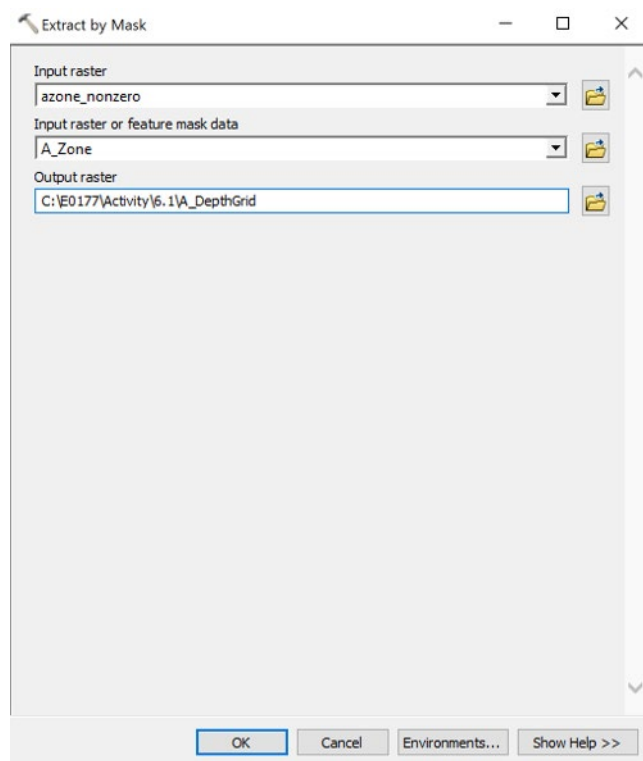 Extract by Mask
Input raster
azone_nonzero
Input raster or feature mask data
A_Zone
Output raster
C:\E0177\Activity\6.1\A_DepthGrid
OK Cancel Environments... Show Help >>